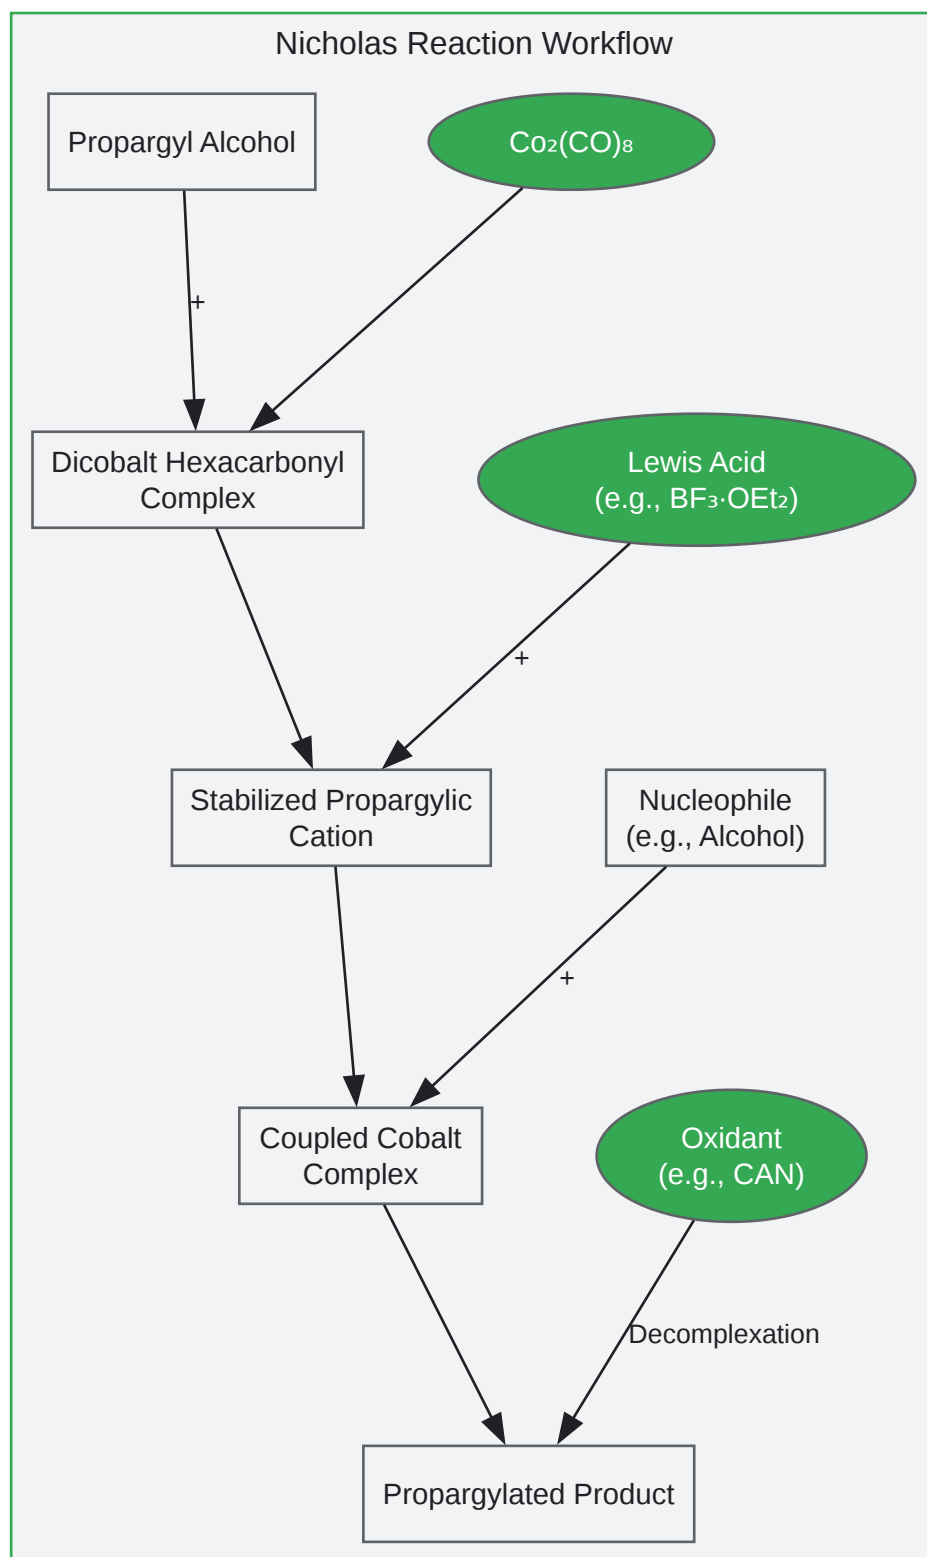 Nicholas Reaction Workflow
Propargyl Alcohol
Co₂(CO)₈
+
Dicobalt Hexacarbonyl
Complex
Lewis Acid
(e.g., BF₃·OEt₂)
+
Stabilized Propargylic
Cation
Nucleophile
(e.g., Alcohol)
+
Coupled Cobalt
Complex
Oxidant
(e.g., CAN)
Decomplexation
Propargylated Product